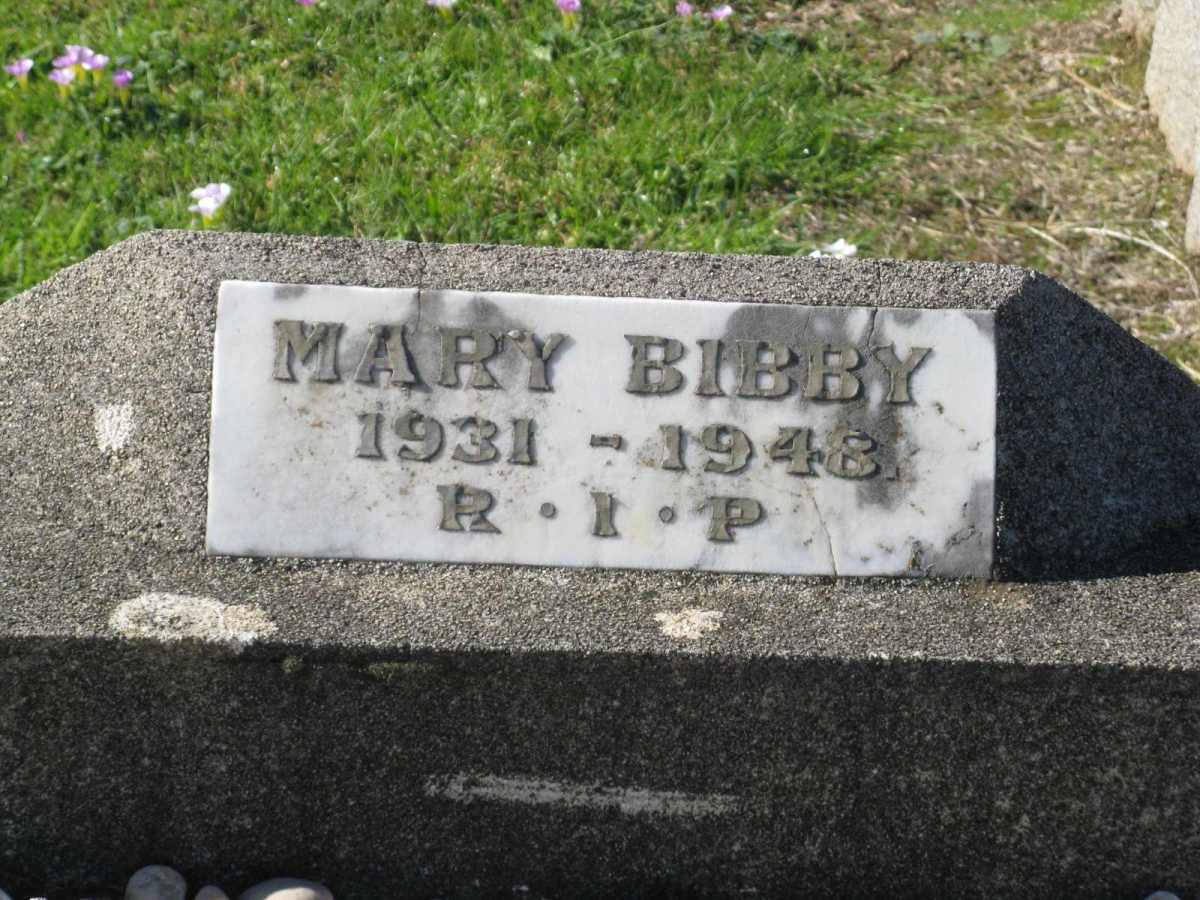 MARY BIBBY
1931 - 1948.
R · I · P